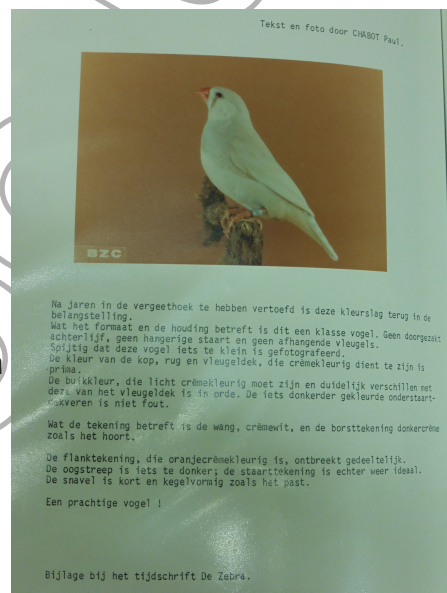 Tekst en foto door CHABOT Paul.
BZC
Na jaren in de vergeethoek te hebben vertoefd is deze kleurslag terug in de
belangstelling.
Wat het formaat en de houding betreft is dit een klasse vogel. Geen doorgezakt
achterlijf, geen hangerige staart en geen afhangende vleugels.
Spijtig dat deze vogel iets te klein is gefotografeerd.
De kleur van de kop, rug en vleugeldek, die crèmekleurig dient te zijn is
prima.
De buikkleur, die licht crèmekleurig moet zijn en duidelijk verschillen met
deze van het vleugeldek is in orde. De iets donkerder gekleurde onderstaart-
dekveren is niet fout.
Wat de tekening betreft is de wang, crèmewit, en de borsttekening donkercrème
zoals het hoort.
De flanktekening, die oranjecrèmekleurig is, ontbreekt gedeeltelijk.
De oogstreep is iets te donker; de staarttekening is echter weer ideaal.
De snavel is kort en kegelvormig zoals het past.
Een prachtige vogel !
Bijlage bij het tijdschrift De Zebra.